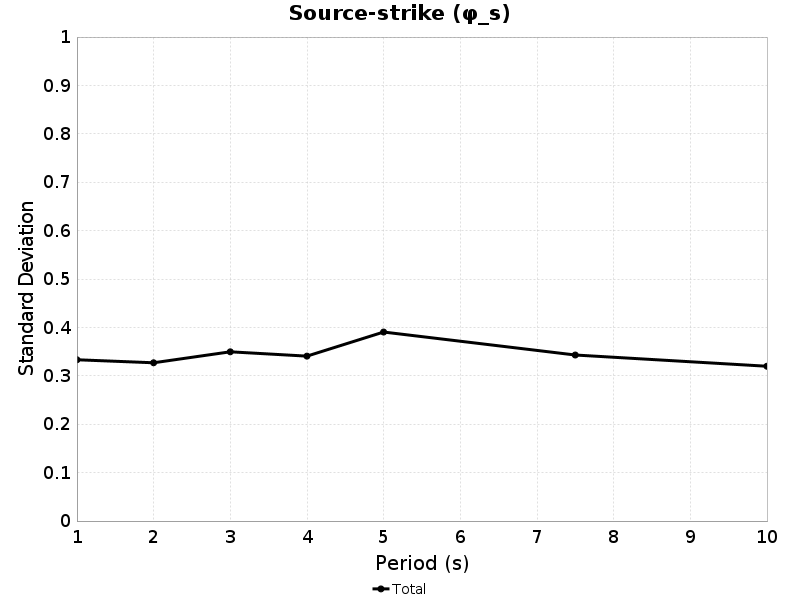 Source-strike (φ_s)
1
0.9
0.8
0.7
0.6
0.5
0.4
0.3
0.2
0.1
0
Standard Deviation
1 2 3 4 5 6 7 8 9 10
Period (s)
Total